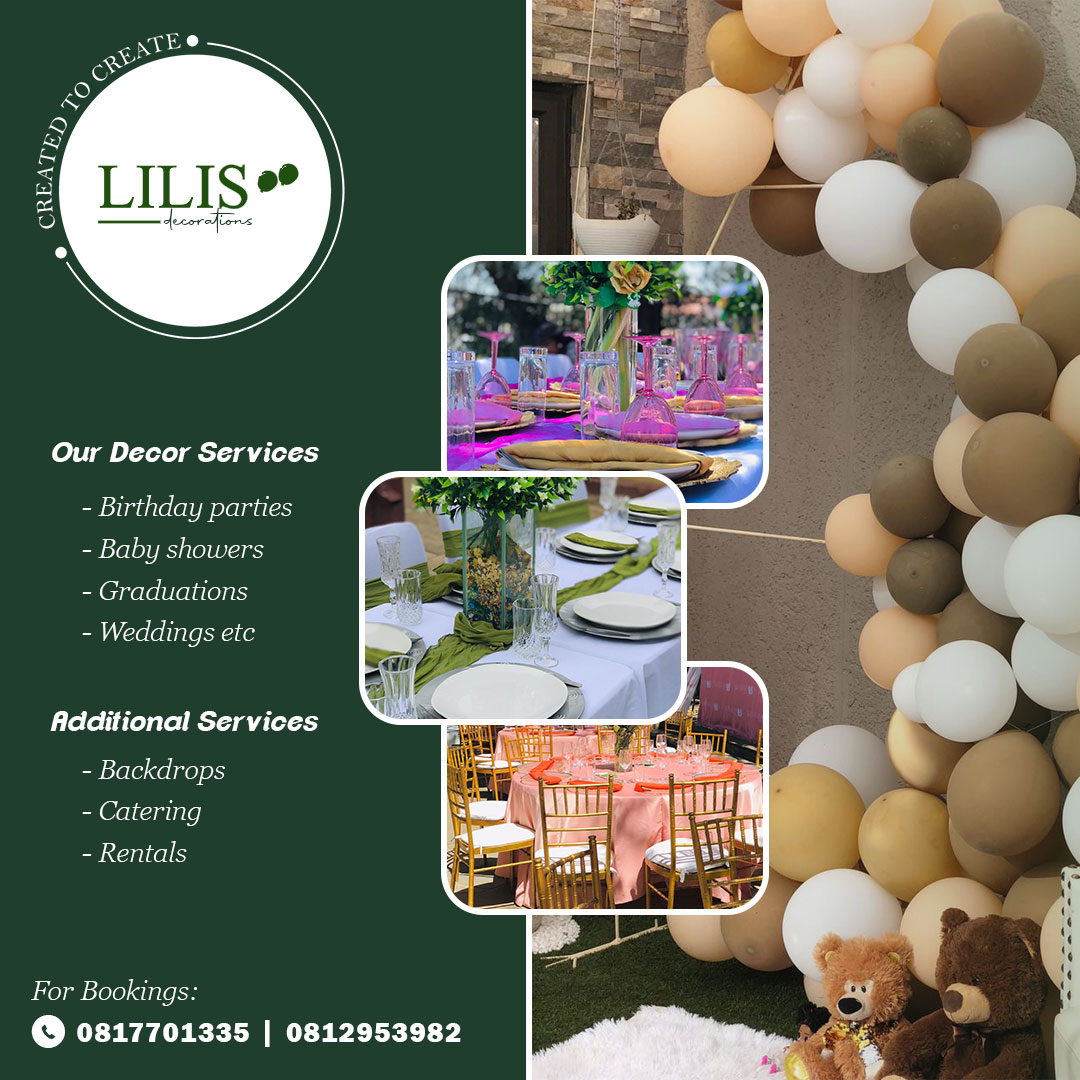 CREATED TO CREATE
LILIS
decorations
Our Decor Services
- Birthday parties
- Baby showers
- Graduations
- Weddings etc
Additional Services
- Backdrops
- Catering
- Rentals
For Bookings:
0817701335 | 0812953982